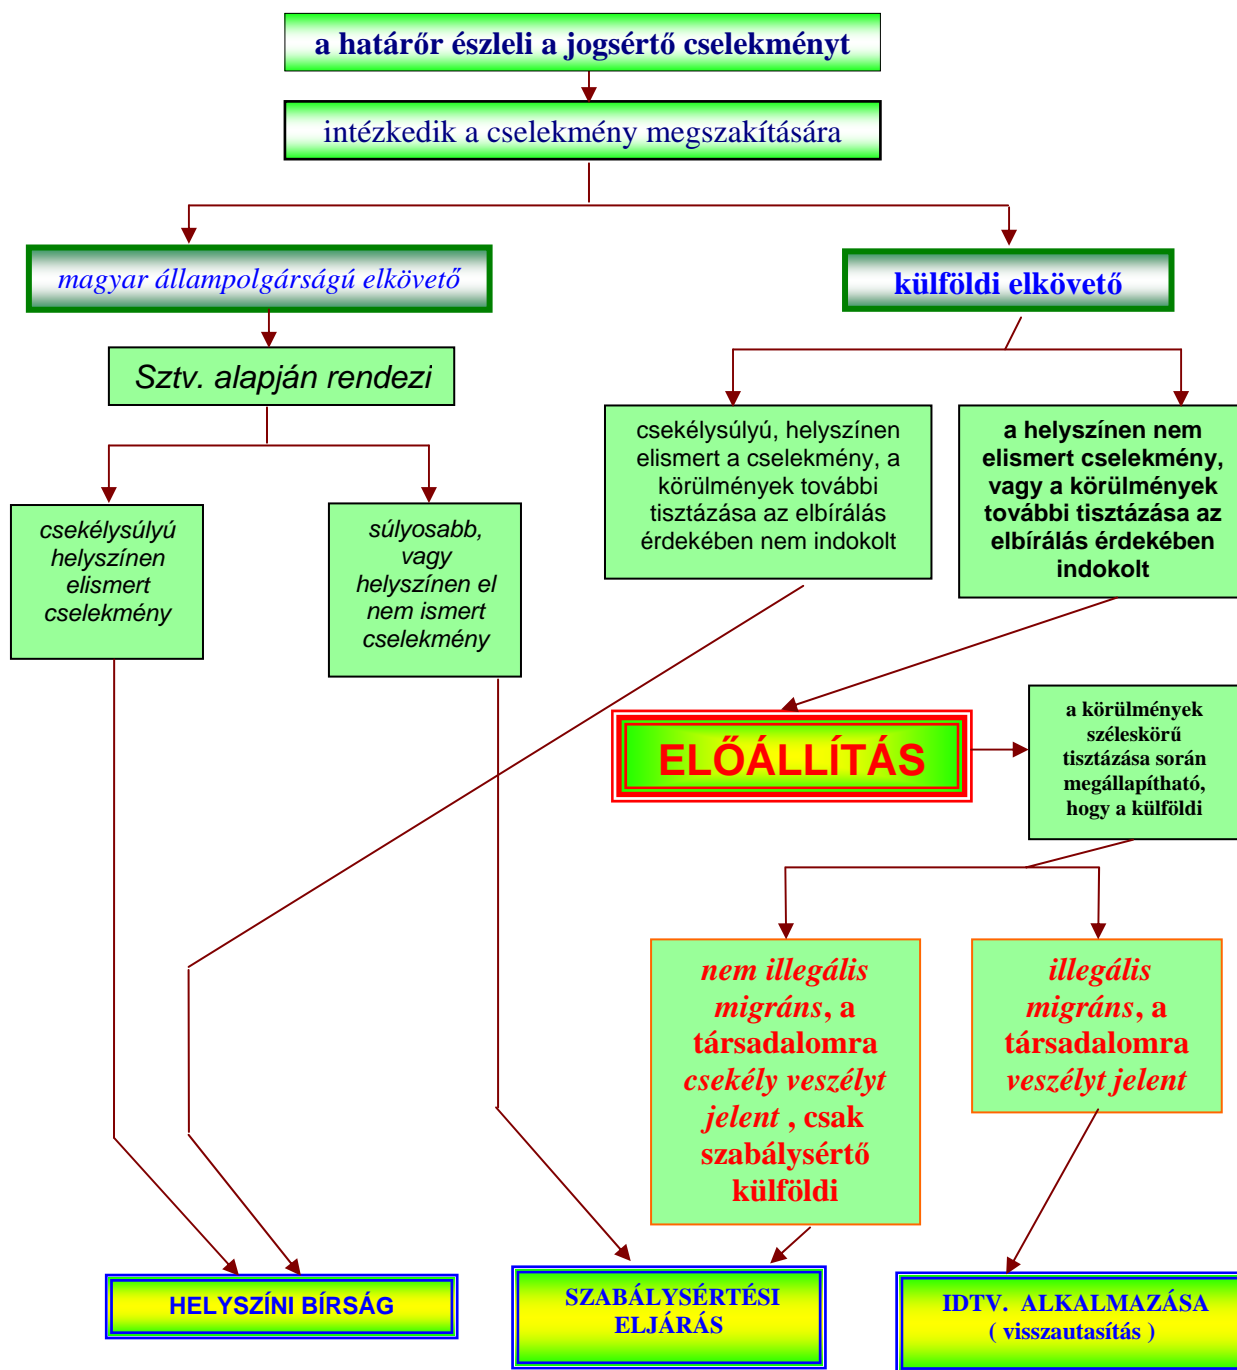 a határőr észleli a jogsértő cselekményt
intézkedik a cselekmény megszakítására
magyar állampolgárságú elkövető
külföldi elkövető
Sztv. alapján rendezi
csekélysúlyú, helyszínen
elismert a cselekmény, a
körülmények további
tisztázása az elbírálás
érdekében nem indokolt
a helyszínen nem
elismert cselekmény,
vagy a körülmények
további tisztázása az
elbírálás érdekében
indokolt
csekélysúlyú
helyszínen
elismert
cselekmény
súlyosabb,
vagy
helyszínen el
nem ismert
cselekmény
ELŐÁLLÍTÁS
a körülmények
széleskörű
tisztázása során
megállapítható,
hogy a külföldi
nem illegális
migráns, a
társadalomra
csekély veszélyt
jelent , csak
szabálysértő
külföldi
illegális
migráns, a
társadalomra
veszélyt jelent
HELYSZÍNI BÍRSÁG
SZABÁLYSÉRTÉSI
ELJÁRÁS
IDTV. ALKALMAZÁSA
( visszautasítás )